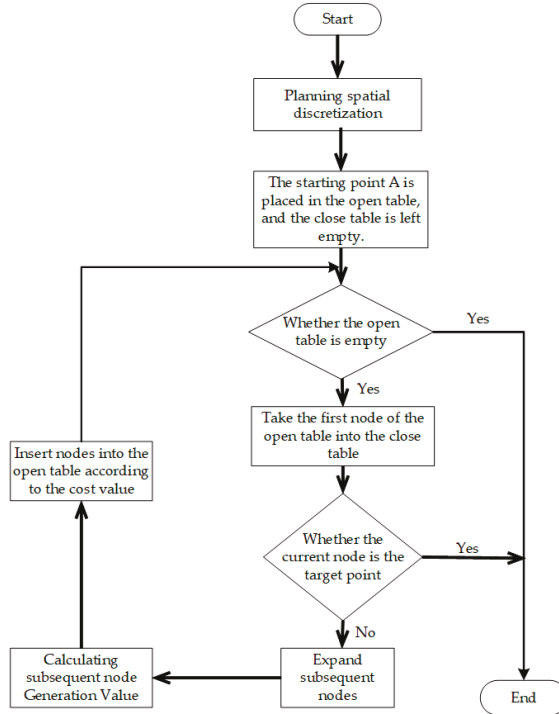 Start
Planning spatial
discretization
The starting point A is
placed in the open table,
and the close table is left
empty.
Whether the open
table is empty
Yes
Yes
Take the first node of the
open table into the close
table
Insert nodes into the
open table according
to the cost value
Whether the
current node is the
target point
Yes
No
Calculating
subsequent node
Generation Value
Expand
subsequent
nodes
End